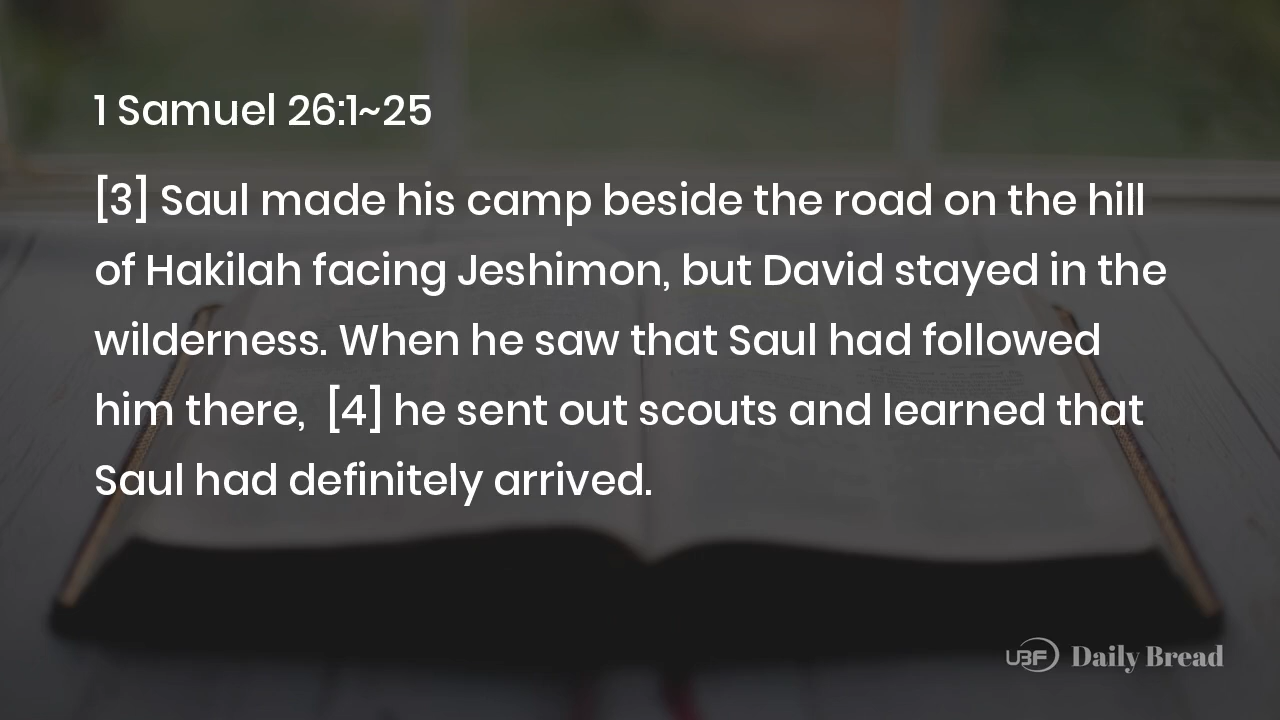 1 Samuel 26:1~25
[3] Saul made his camp beside the road on the hill
of Hakilah facing Jeshimon, but David stayed in the
wilderness. When he saw that Saul had followed
him there,  [4] he sent out scouts and learned that
Saul had definitely arrived.
UBF Daily Bread